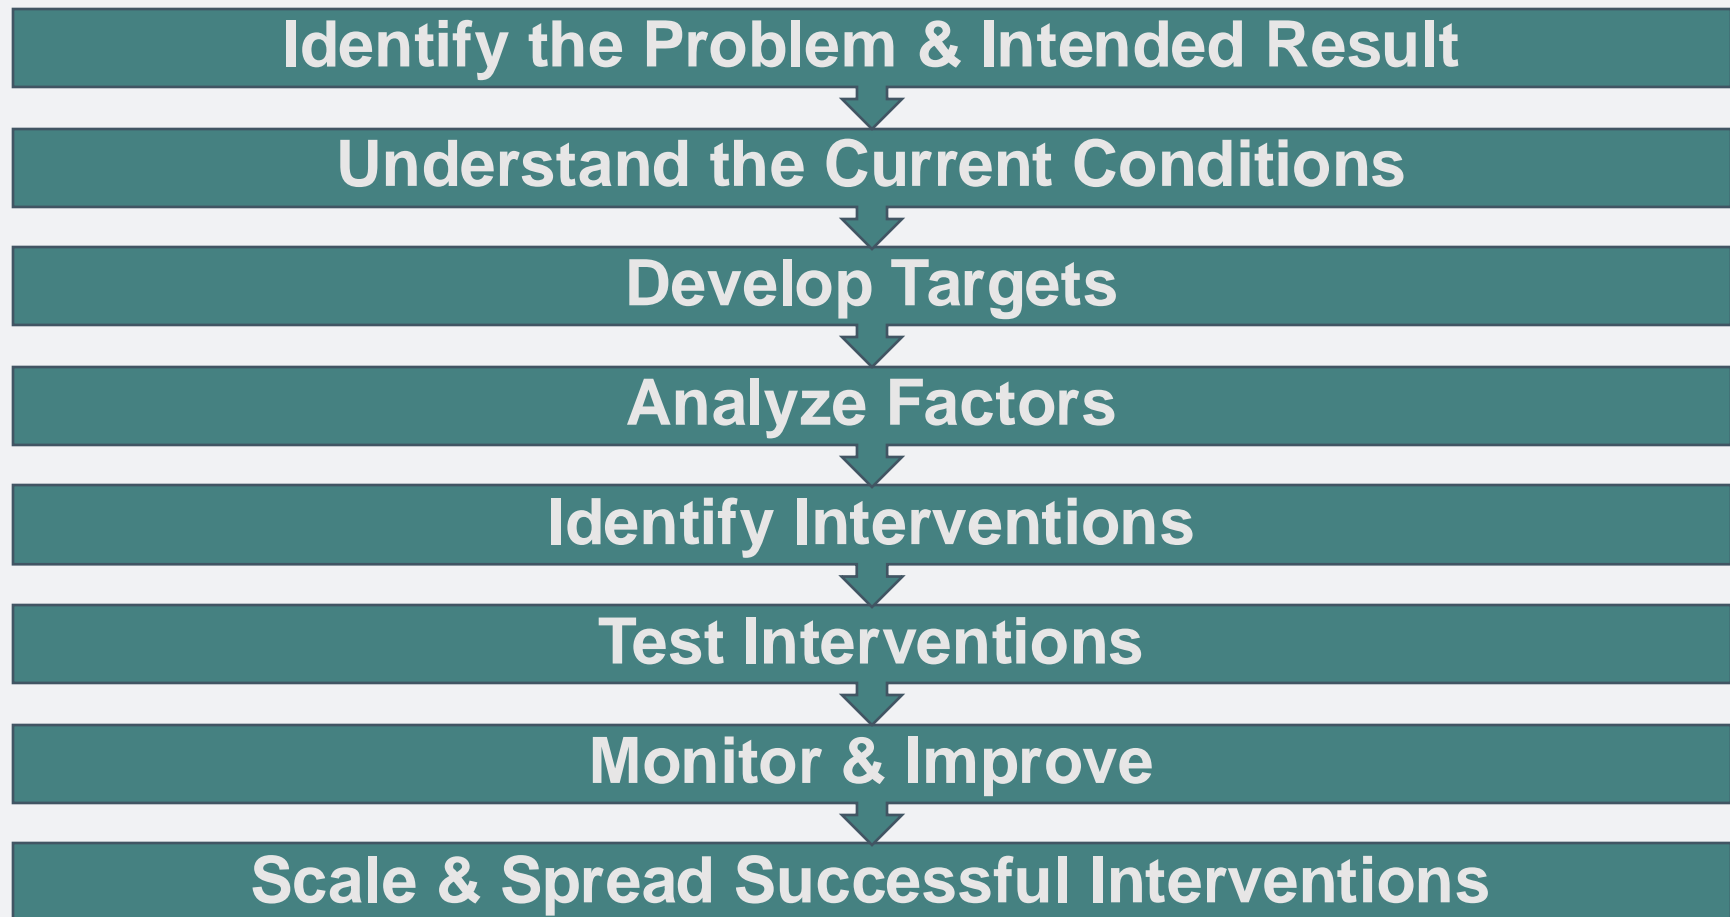 Identify the Problem & Intended Result
Understand the Current Conditions
Develop Targets
Analyze Factors
Identify Interventions
Test Interventions
Monitor & Improve
Scale & Spread Successful Interventions